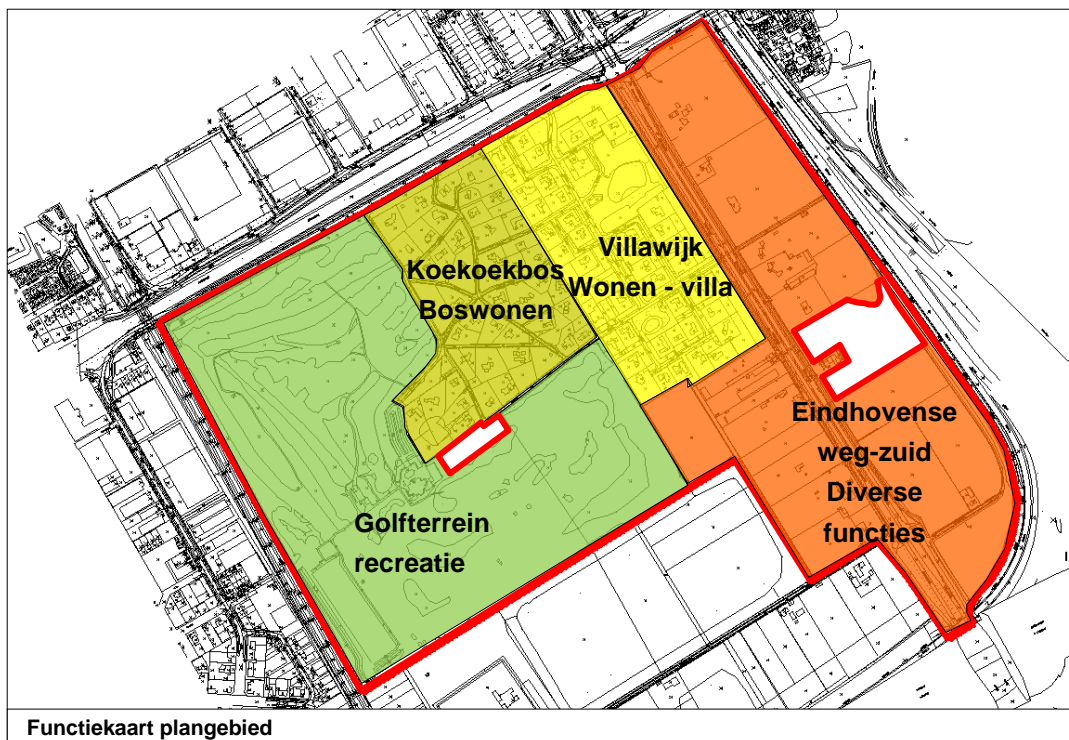 Villawijk
Wonen - villa
Koekoekbos
Boswonen
Eindhovense
weg-zuid
Diverse
functies
Golfterrein
recreatie
Functiekaart plangebied